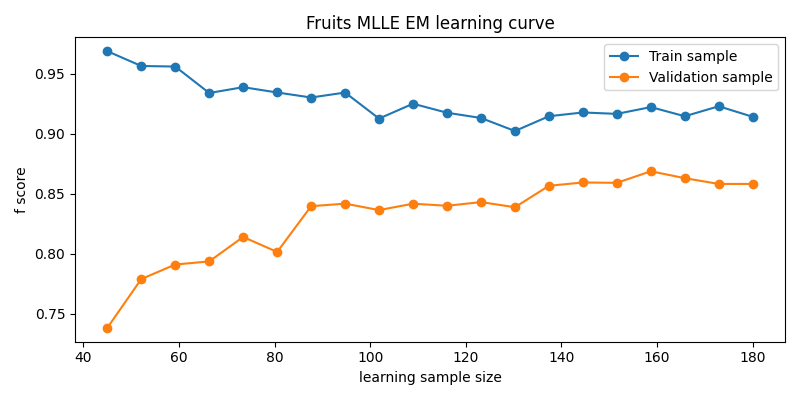 Fruits MLLE EM learning curve
Train sample
Validation sample
f score
0.95
0.90
0.85
0.80
0.75
40 60 80 100 120 140 160 180
learning sample size